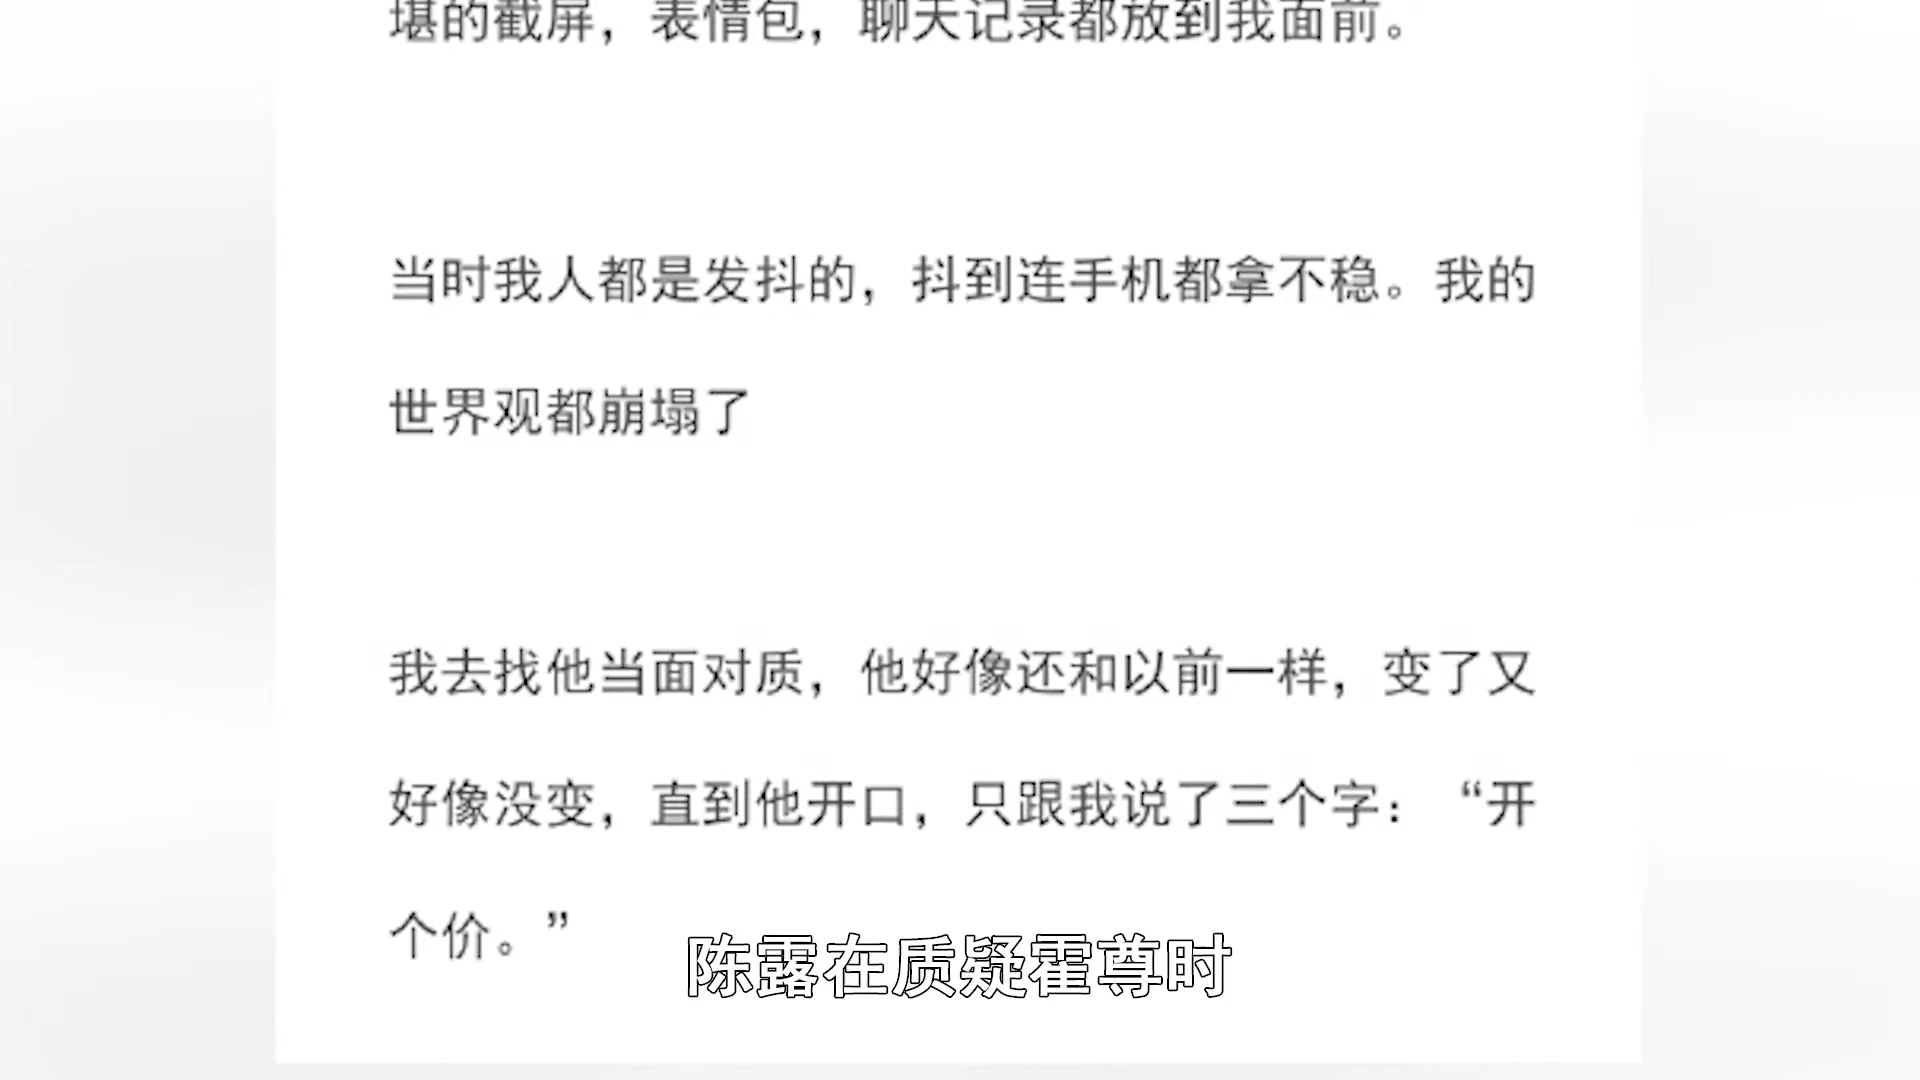 堪的截屏，表情包，聊天记录都放到我面前。
当时我人都是发抖的，抖到连手机都拿不稳。我的
世界观都崩塌了
我去找他当面对质，他好像还和以前一样，变了又
好像没变，直到他开口，只跟我说了三个字：“开
个价。”
陈露在质疑霍尊时